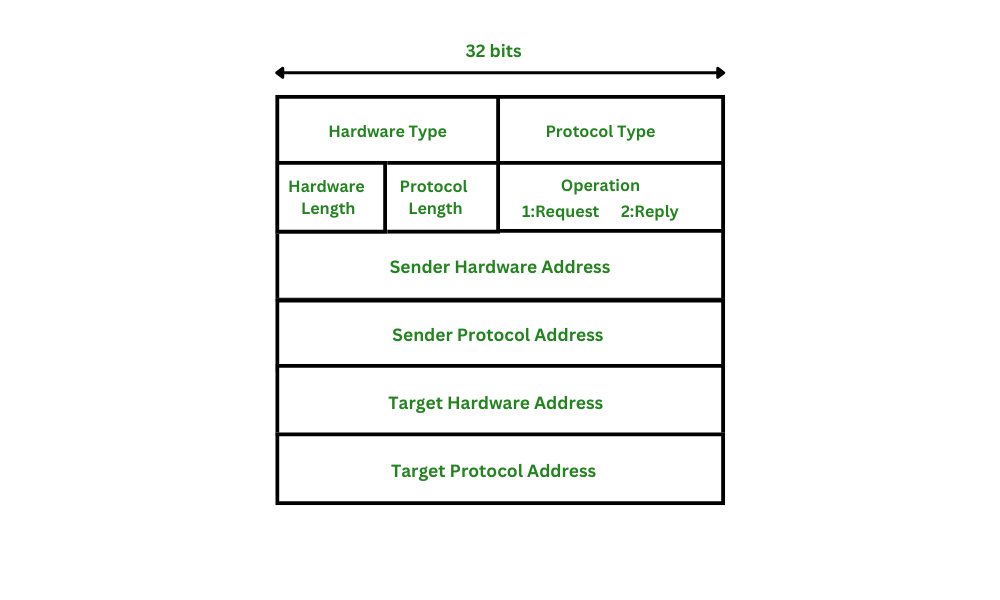 32 bits
Hardware Type
Protocol Type
Hardware
Length
Protocol
Length
Operation
1:Request 2:Reply
Sender Hardware Address
Sender Protocol Address
Target Hardware Address
Target Protocol Address